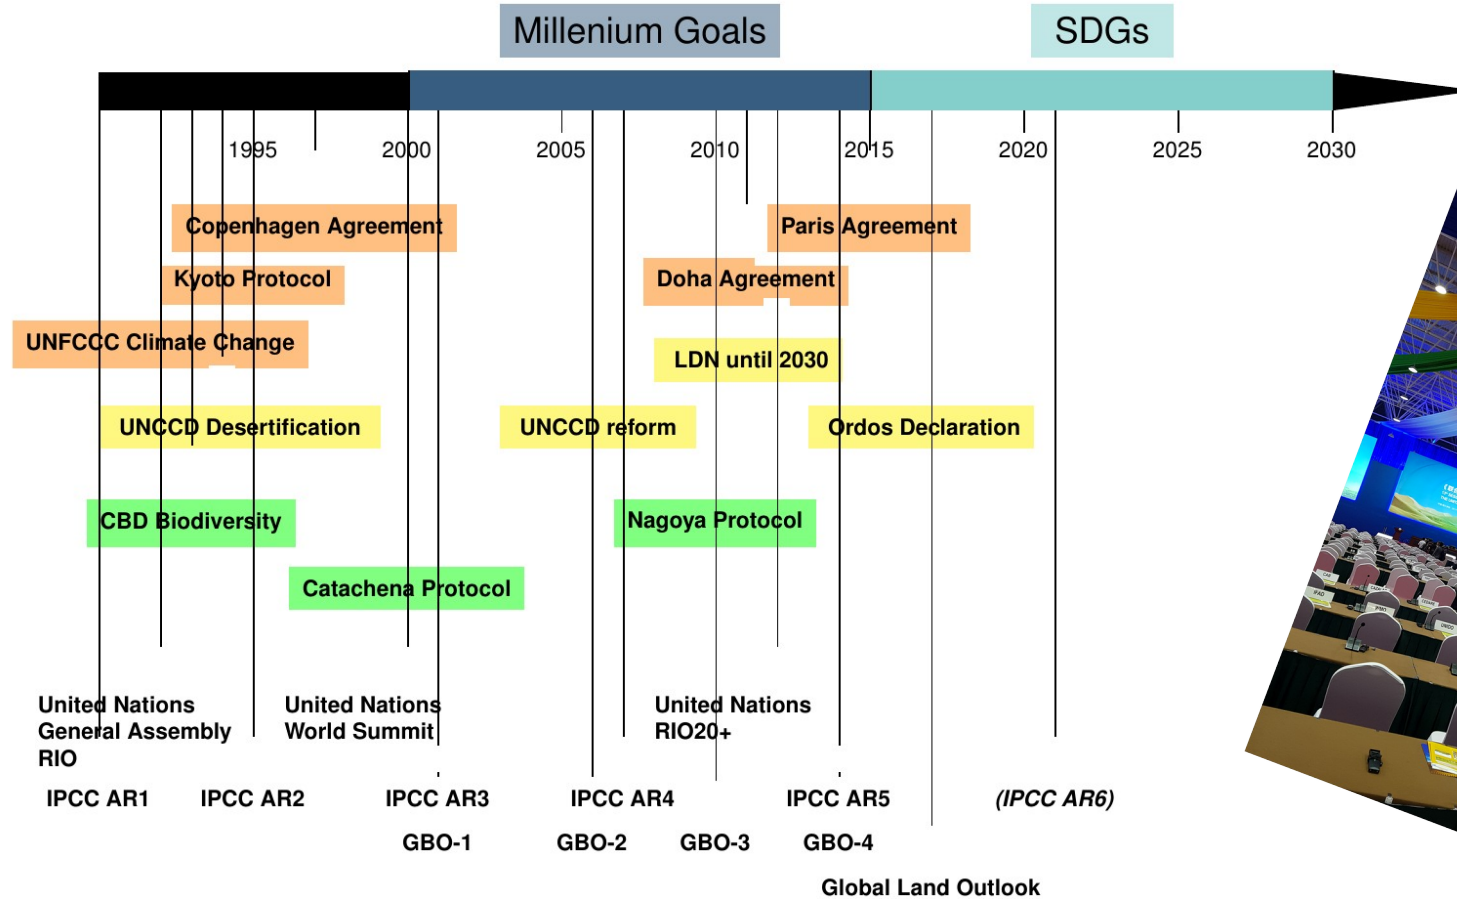 Millenium Goals
SDGs
1995
2000
2005
2010
2015
2020
2025
2030
Copenhagen Agreement
Paris Agreement
Kyoto Protocol
Doha Agreement
UNFCCC Climate Change
LDN until 2030
UNCCD Desertification
UNCCD reform
Ordos Declaration
CBD Biodiversity
Nagoya Protocol
Catachena Protocol
United Nations
General Assembly
RIO
United Nations
World Summit
United Nations
RIO20+
IPCC AR1
IPCC AR2
IPCC AR3
IPCC AR4
IPCC AR5
(IPCC AR6)
GBO-1
GBO-2
GBO-3
GBO-4
Global Land Outlook
IFAD